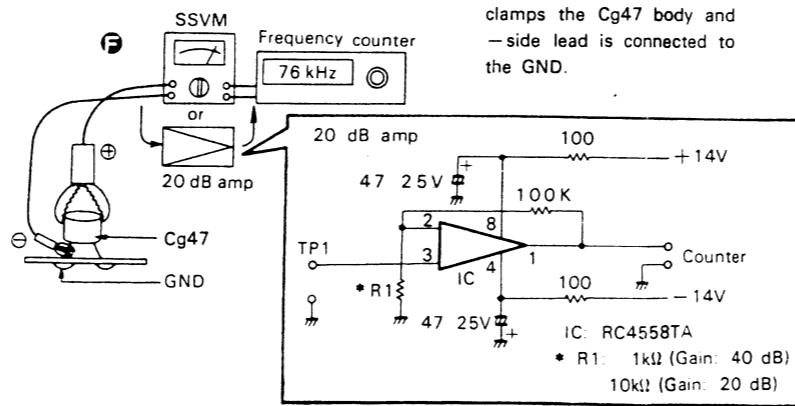 clamps the Cg47 body and
– side lead is connected to
the GND.
F
SSVM
Frequency counter
76 kHz
or
20 dB amp
⊕
⊖
Cg47
GND
20 dB amp
100
+ 14V
+
47 25V
100K
2
8
3
4
1
IC
TP1
* R1
Counter
100
– 14V
47 25V
+
IC: RC4558TA
* R1: 1kΩ (Gain: 40 dB)
10kΩ (Gain: 20 dB)